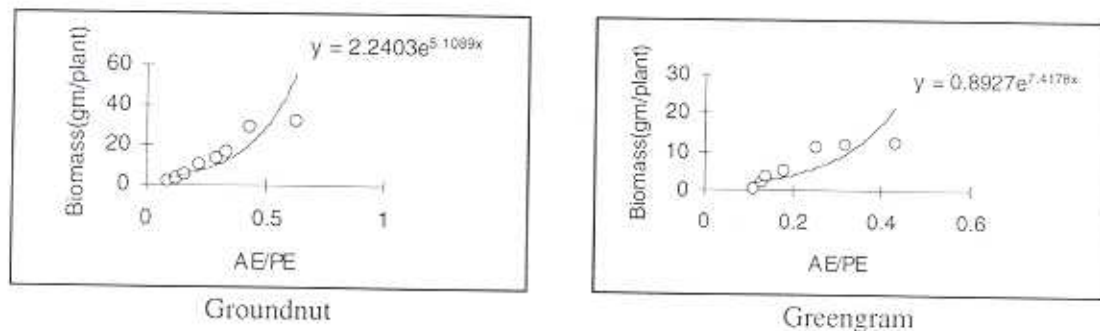 y = 2.2403e^5.1089x
Biomass(gm/plant)
60
40
20
0
0
0.5
1
AE/PE
Groundnut
y = 0.8927e^7.4178x
Biomass(gm/plant)
30
20
10
0
0
0.2
0.4
0.6
AE/PE
Greengram